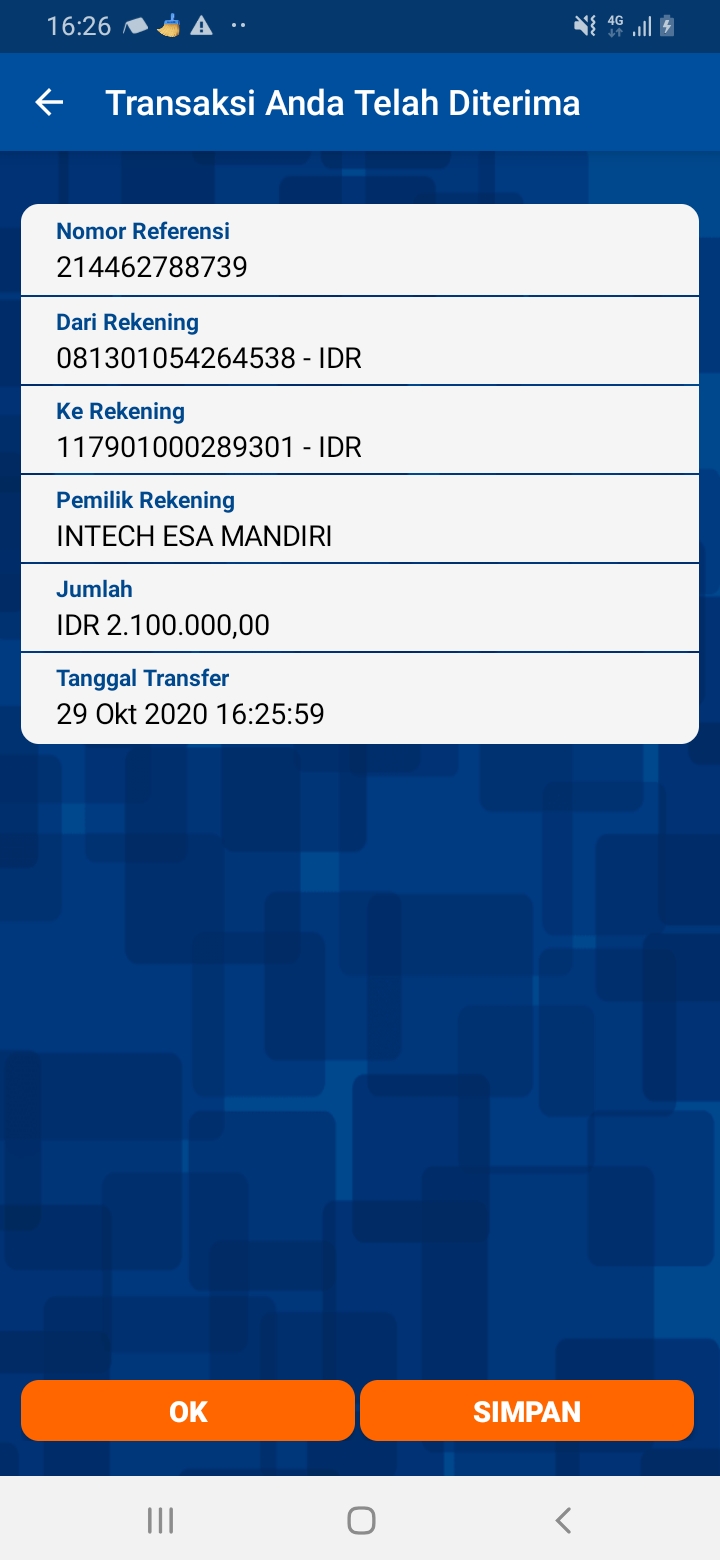 16:26
4G
Transaksi Anda Telah Diterima
Nomor Referensi
214462788739
Dari Rekening
081301054264538 - IDR
Ke Rekening
117901000289301 - IDR
Pemilik Rekening
INTECH ESA MANDIRI
Jumlah
IDR 2.100.000,00
Tanggal Transfer
29 Okt 2020 16:25:59
OK
SIMPAN